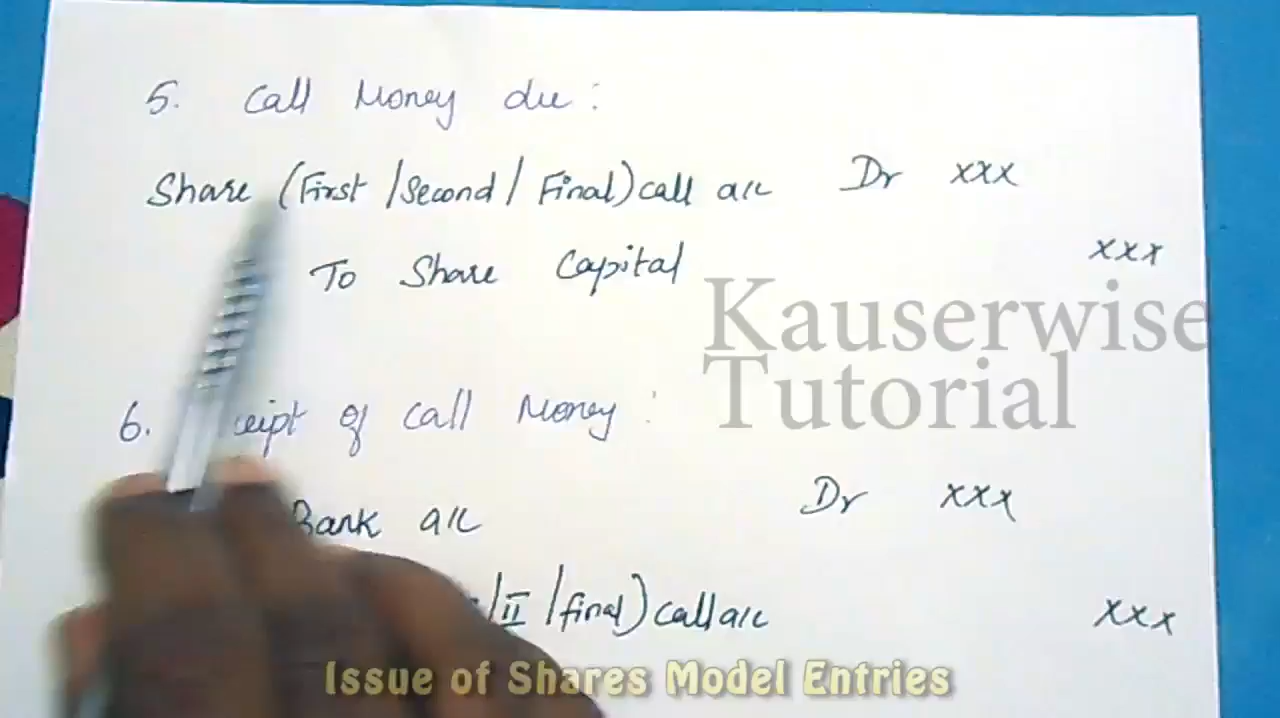 5. Call Money due :
Share (First /Second / Final) call a/c Dr xxx
To Share Capital xxx
Kauserwise
Tutorial
6. of Call Money :
Bank a/c Dr xxx
/II /final) call a/c xxx
Issue of Shares Model Entries